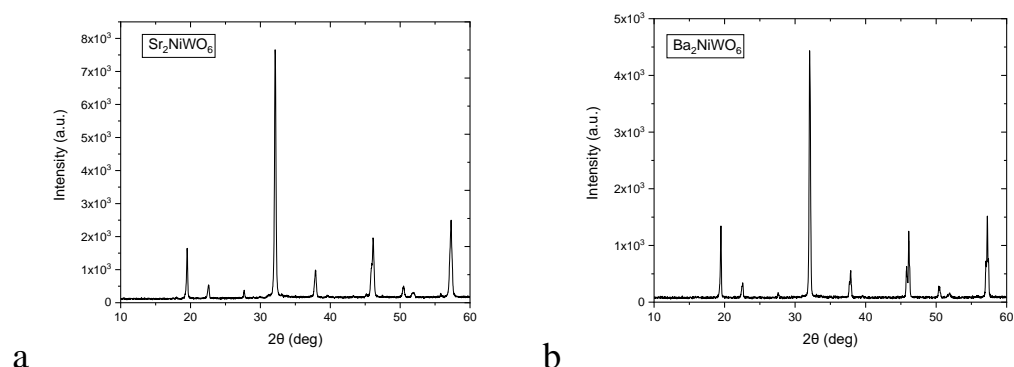 Sr₂NiWO₆
8x10³
7x10³
6x10³
5x10³
4x10³
3x10³
2x10³
1x10³
0
10 20 30 40 50 60
2θ (deg)
Intensity (a.u.)
a
Ba₂NiWO₆
5x10³
4x10³
3x10³
2x10³
1x10³
0
10 20 30 40 50 60
2θ (deg)
Intensity (a.u.)
b